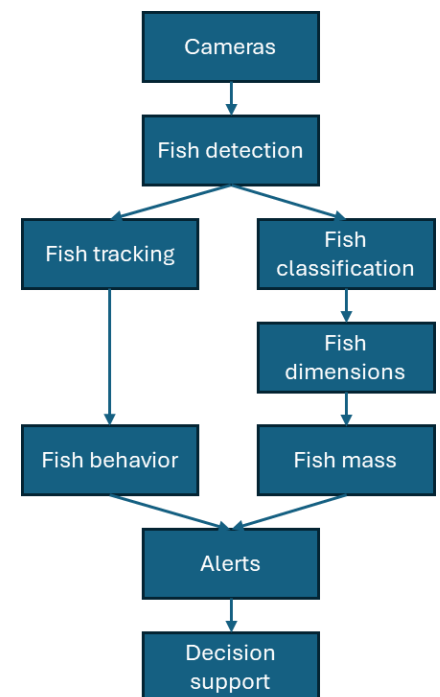 Cameras
Fish detection
Fish tracking
Fish
classification
Fish
dimensions
Fish behavior
Fish mass
Alerts
Decision
support